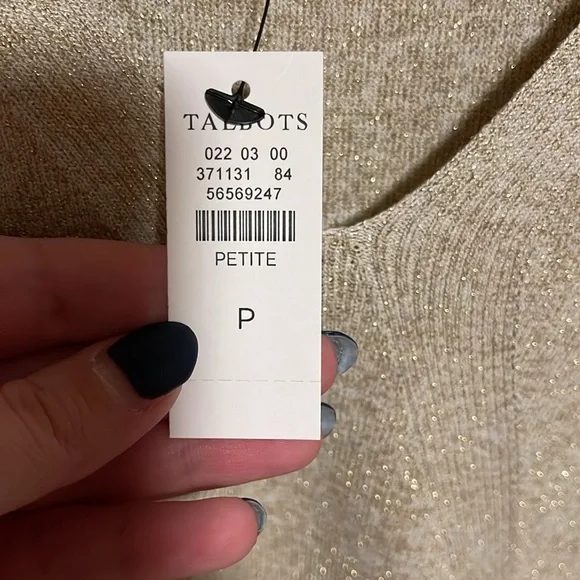 TALBOTS
022 03 00
371131 84
56569247
PETITE
P